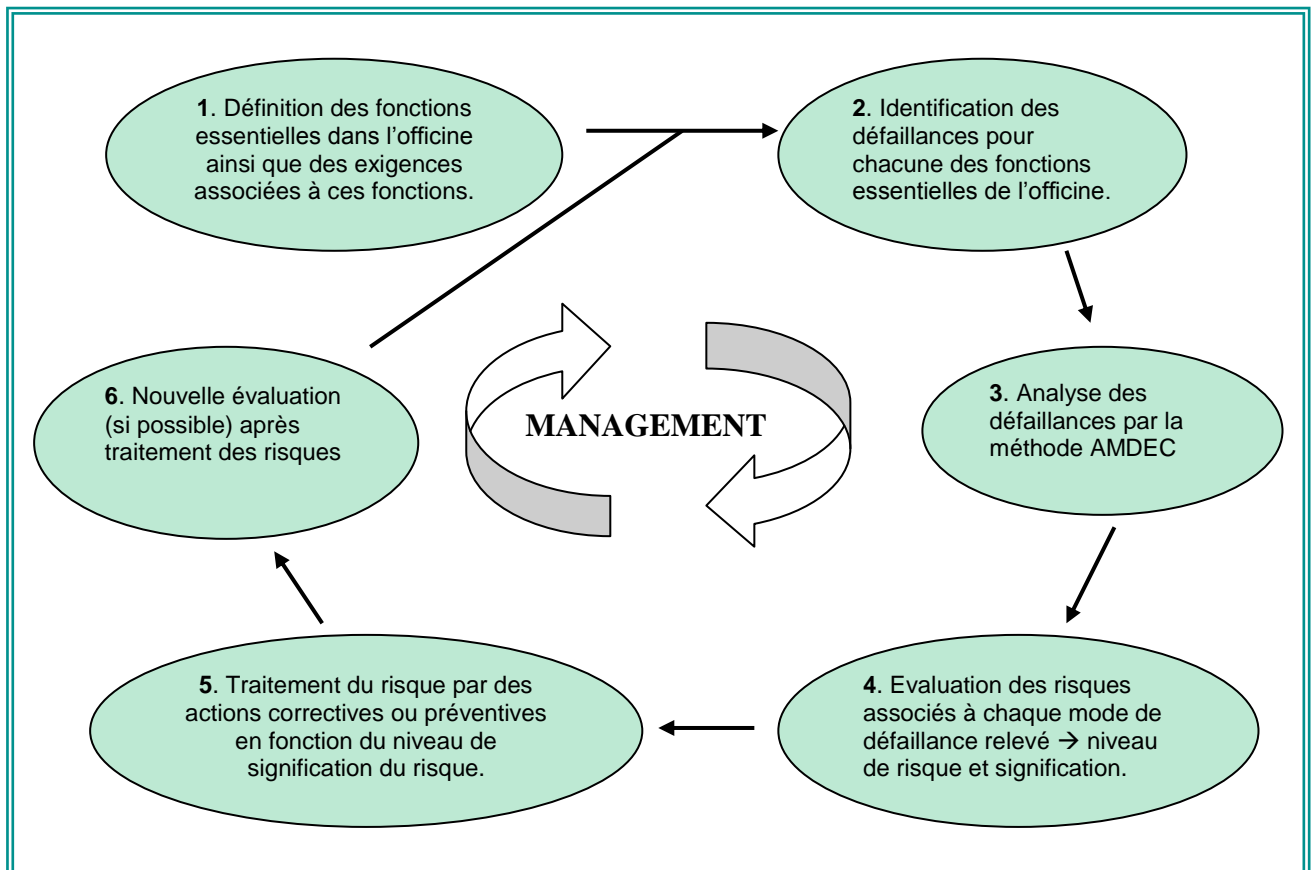 1. Définition des fonctions
essentielles dans l’officine
ainsi que des exigences
associées à ces fonctions.
2. Identification des
défaillances pour
chacune des fonctions
essentielles de l’officine.
3. Analyse des
défaillances par la
méthode AMDEC
4. Evaluation des risques
associés à chaque mode de
défaillance relevé → niveau
de risque et signification.
5. Traitement du risque par des
actions correctives ou préventives
en fonction du niveau de
signification du risque.
6. Nouvelle évaluation
(si possible) après
traitement des risques
MANAGEMENT